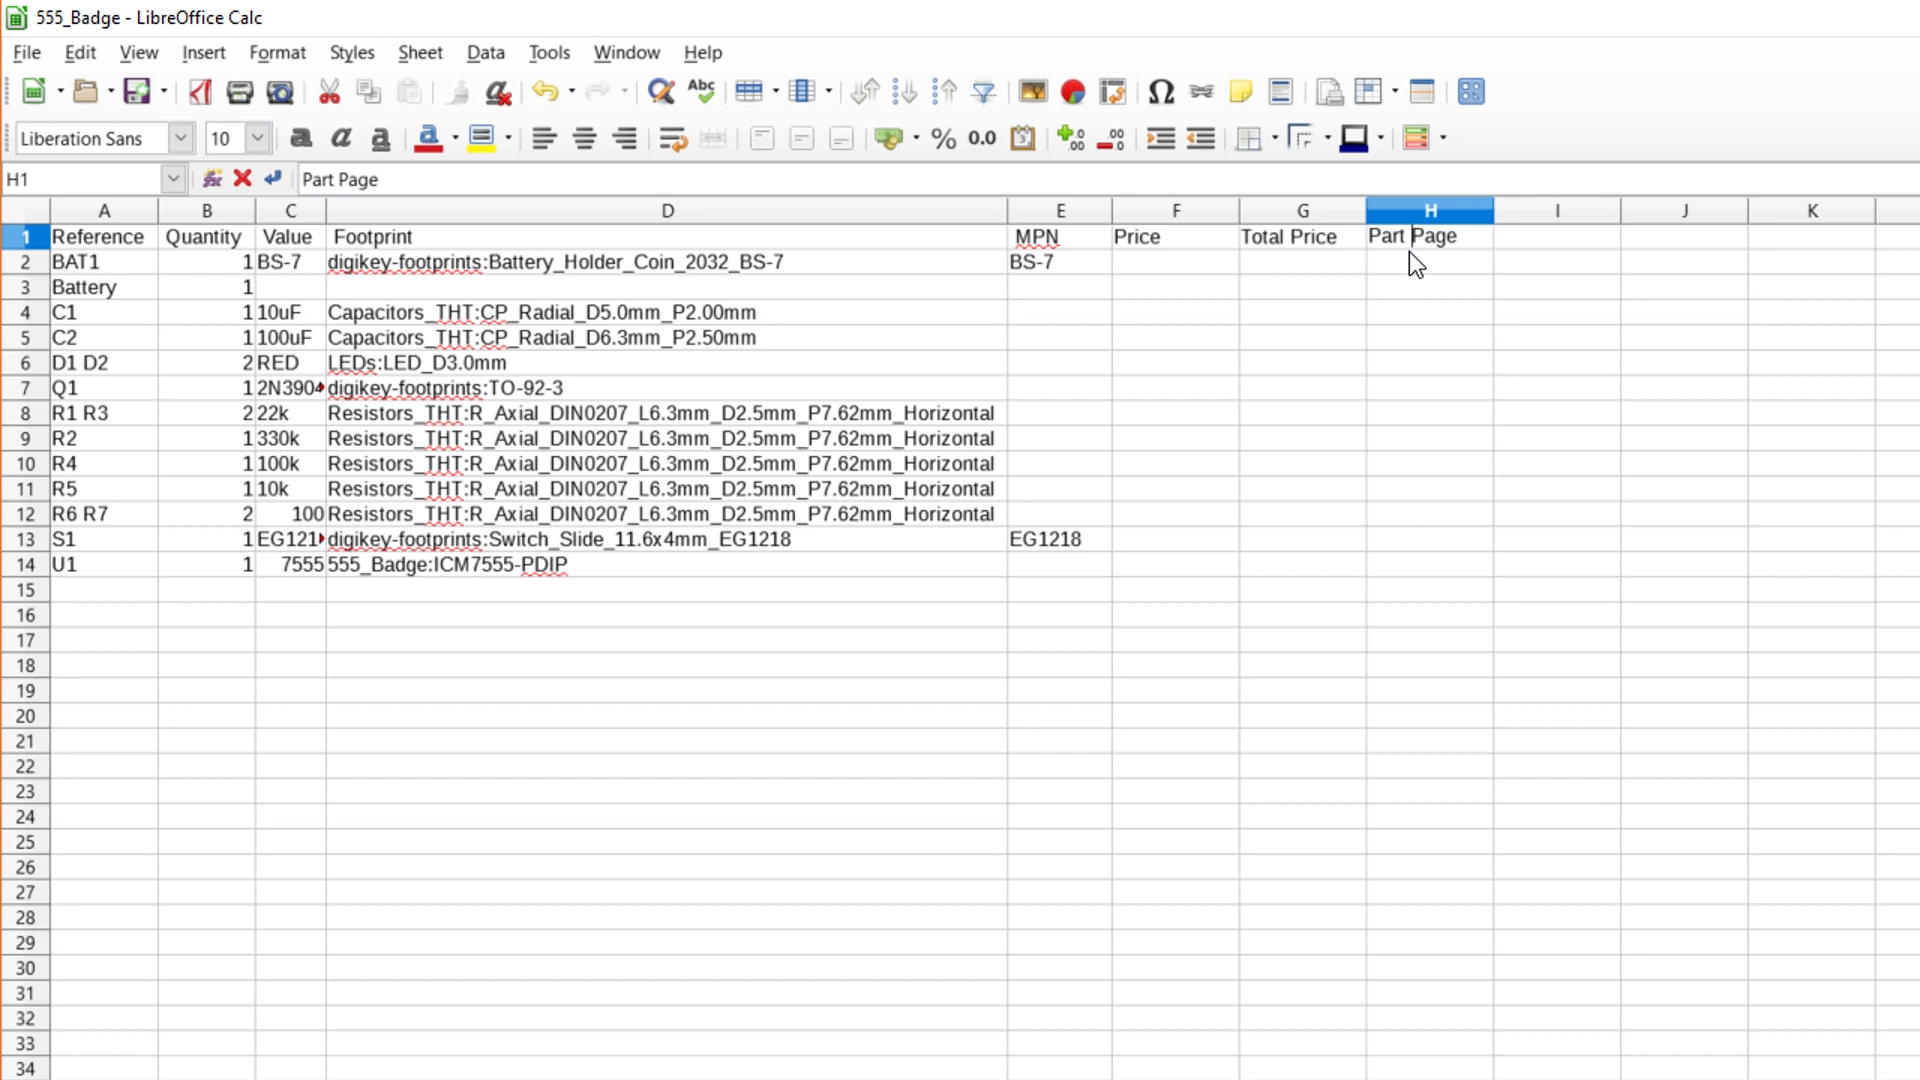 555_Badge - LibreOffice Calc
File Edit View Insert Format Styles Sheet Data Tools Window Help
Abc
Liberation Sans 10 a a a a % 0.0 .00 .00
H1 fx Part Page
A B C D E F G H I J K
1 Reference Quantity Value Footprint MPN Price Total Price Part Page
2 BAT1 1 BS-7 digikey-footprints:Battery_Holder_Coin_2032_BS-7 BS-7
3 Battery 1
4 C1 1 10uF Capacitors_THT:CP_Radial_D5.0mm_P2.00mm
5 C2 1 100uF Capacitors_THT:CP_Radial_D6.3mm_P2.50mm
6 D1 D2 2 RED LEDs:LED_D3.0mm
7 Q1 1 2N390 digikey-footprints:TO-92-3
8 R1 R3 2 22k Resistors_THT:R_Axial_DIN0207_L6.3mm_D2.5mm_P7.62mm_Horizontal
9 R2 1 330k Resistors_THT:R_Axial_DIN0207_L6.3mm_D2.5mm_P7.62mm_Horizontal
10 R4 1 100k Resistors_THT:R_Axial_DIN0207_L6.3mm_D2.5mm_P7.62mm_Horizontal
11 R5 1 10k Resistors_THT:R_Axial_DIN0207_L6.3mm_D2.5mm_P7.62mm_Horizontal
12 R6 R7 2 100 Resistors_THT:R_Axial_DIN0207_L6.3mm_D2.5mm_P7.62mm_Horizontal
13 S1 1 EG121 digikey-footprints:Switch_Slide_11.6x4mm_EG1218 EG1218
14 U1 1 7555 555_Badge:ICM7555-PDIP
15
16
17
18
19
20
21
22
23
24
25
26
27
28
29
30
31
32
33
34